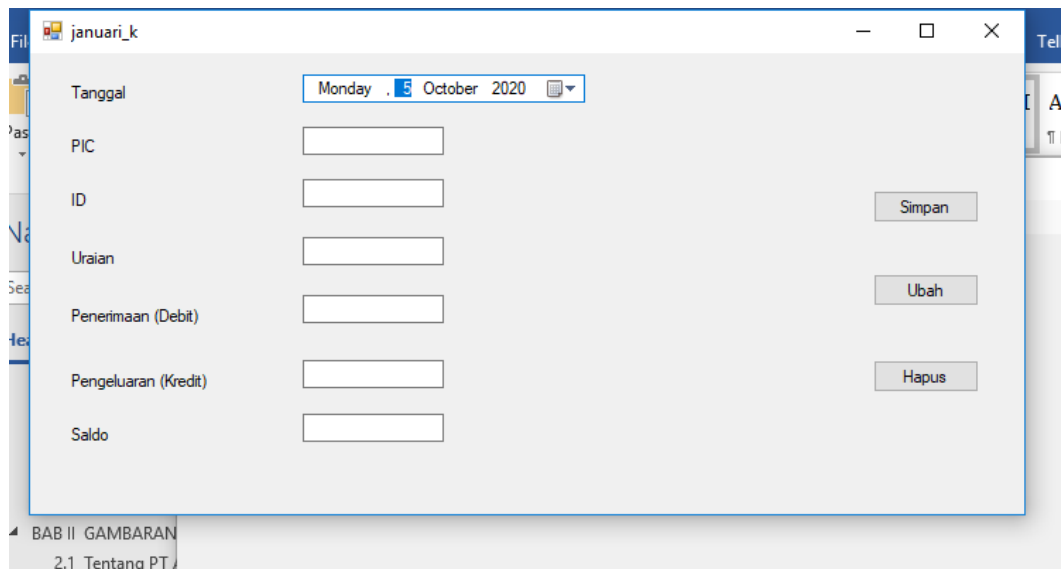 januari_k
Tanggal
Monday , 5 October 2020
PIC
ID
Simpan
Uraian
Ubah
Penerimaan (Debit)
Pengeluaran (Kredit)
Hapus
Saldo
BAB II GAMBARAN
2.1 Tentang PT